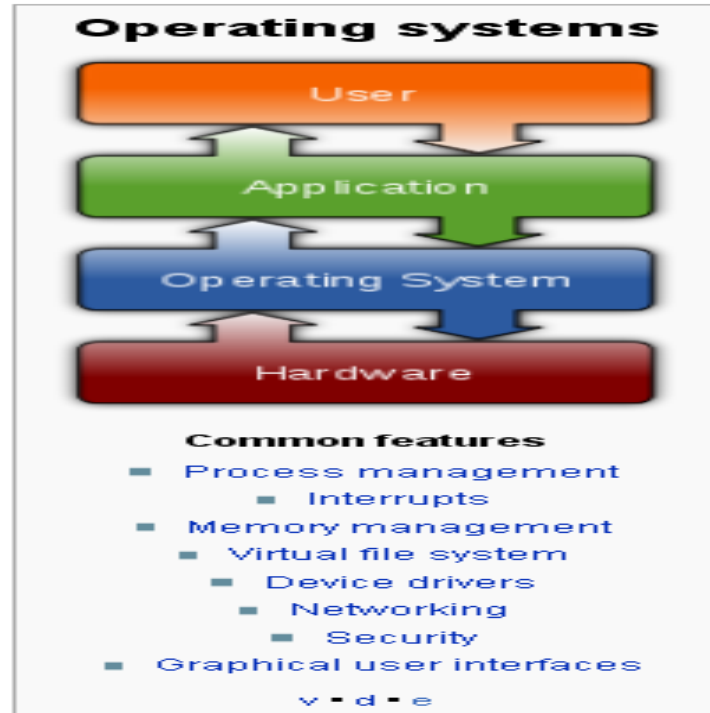 Operating systems
User
Application
Operating System
Hardware
Common features
Process management
Interrupts
Memory management
Virtual file system
Device drivers
Networking
Security
Graphical user interfaces
v • d • e